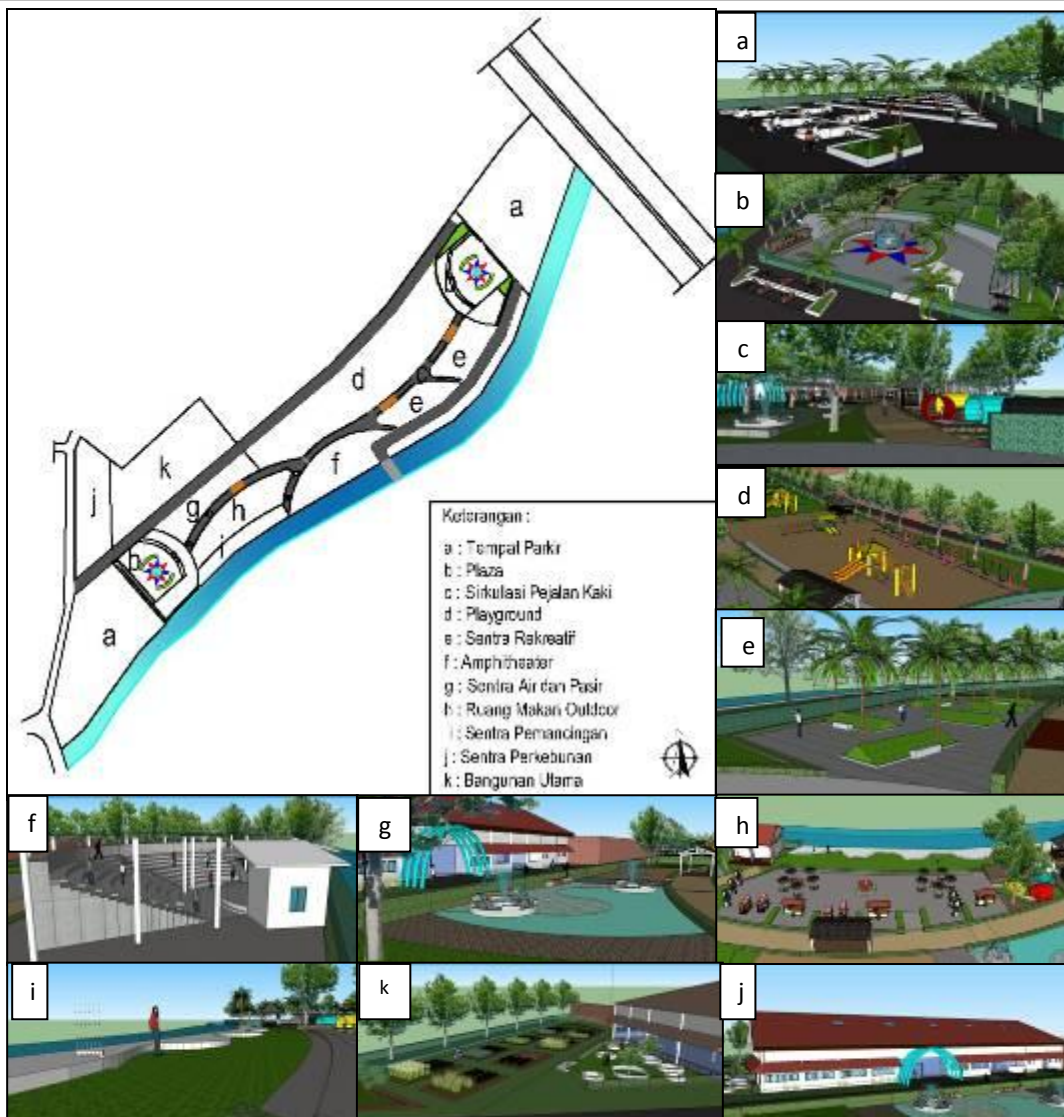 a
b
e
d
e
f
k
j
g
h
i
b
a
Keterangan :
a : Tempat Parkir
b : Plaza
c : Sirkulasi Pejalan Kaki
d : Playground
e : Sentra Rekreatif
f : Amphitheater
g : Sentra Air dan Pasir
h : Ruang Makan Outdoor
i : Sentra Pemancingan
j : Sentra Perkebunan
k : Bangunan Utama
a
b
c
d
e
f
g
h
i
k
j